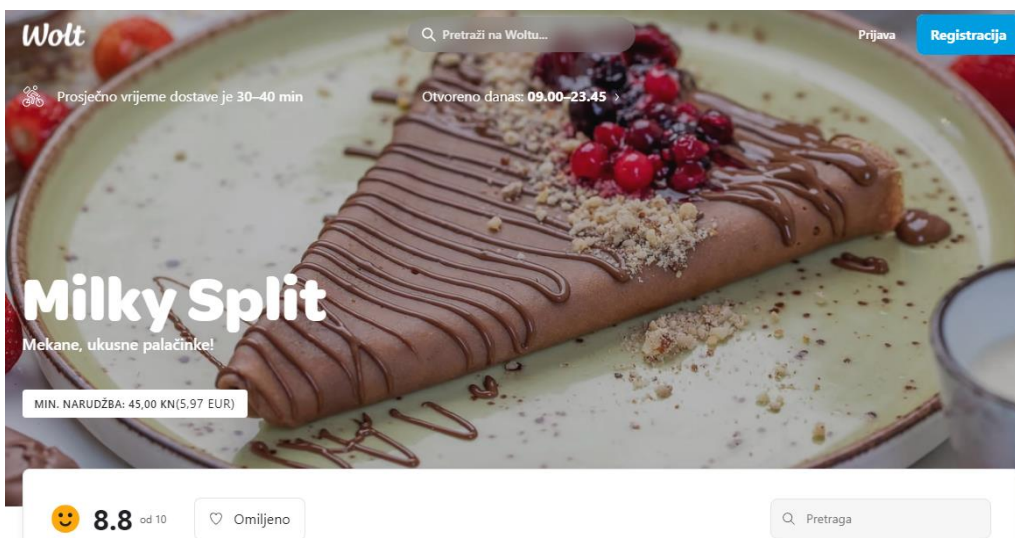 Wolt
Pretraži na Woltu...
Prijava
Registracija
Prosječno vrijeme dostave je 30–40 min
Otvoreno danas: 09.00–23.45
Milky Split
Mekane, ukusne palačinke!
MIN. NARUDŽBA: 45,00 KN(5,97 EUR)
8.8 od 10
Omiljeno
Pretraga